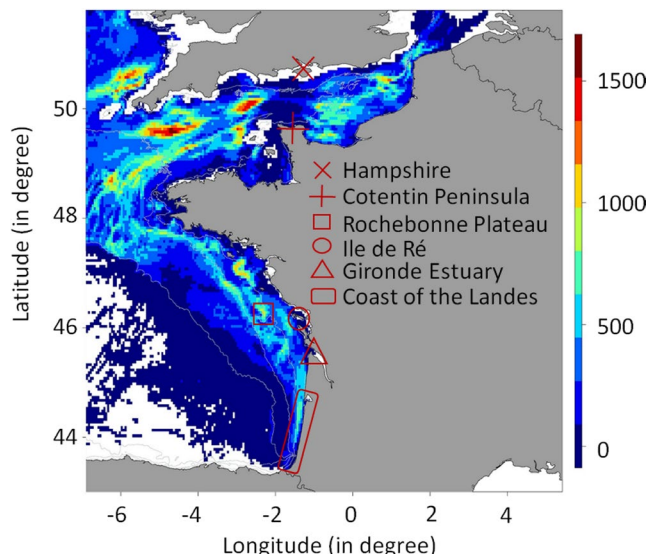 50
48
46
44
Latitude (in degree)
Hampshire
Cotentin Peninsula
Rochebonne Plateau
Ile de Ré
Gironde Estuary
Coast of the Landes
1500
1000
500
0
-6 -4 -2 0 2 4
Longitude (in degree)